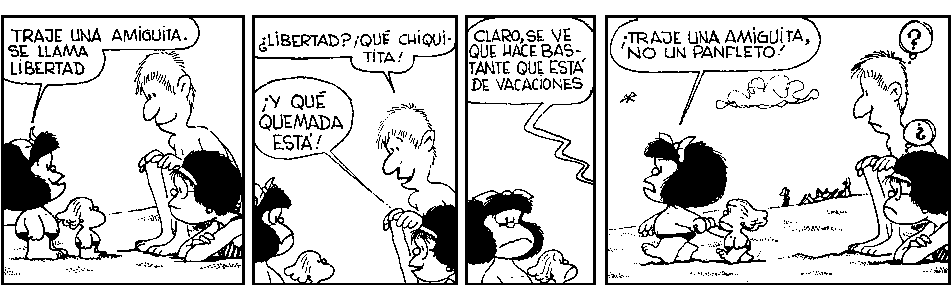 TRAJE UNA AMIGUITA.
SE LLAMA
LIBERTAD
¿LIBERTAD? ¡QUÉ CHIQUI-
TITA!
¡Y QUÉ
QUEMADA
ESTÁ!
CLARO, SE VE
QUE HACE BAS-
TANTE QUE ESTÁ
DE VACACIONES
¡TRAJE UNA AMIGUITA,
NO UN PANFLETO!
?
¿